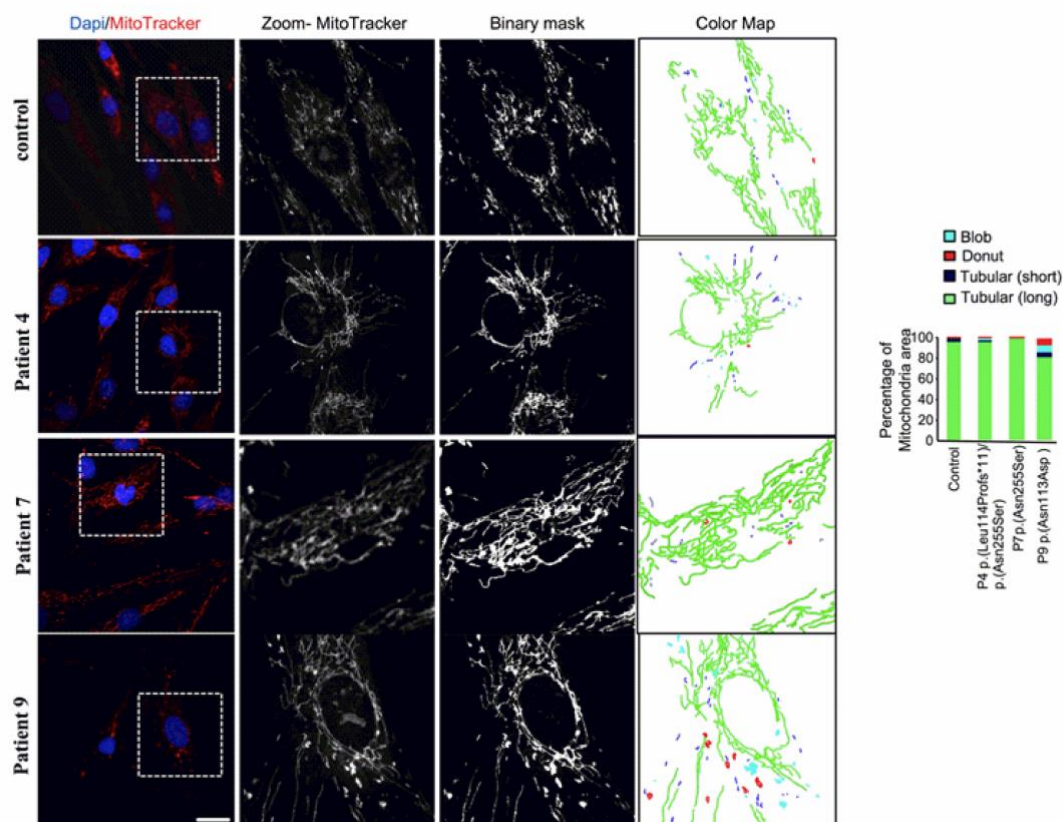 Dapi/MitoTracker
Zoom- MitoTracker
Binary mask
Color Map
control
Patient 4
Patient 7
Patient 9
Blob
Donut
Tubular (short)
Tubular (long)
Percentage of
Mitochondria area
100
80
60
40
20
0
Control
P4 p.(Leu114Profs*11)/
p.(Asn255Ser)
P7 p.(Asn255Ser)
P9 p.(Asn113Asp )